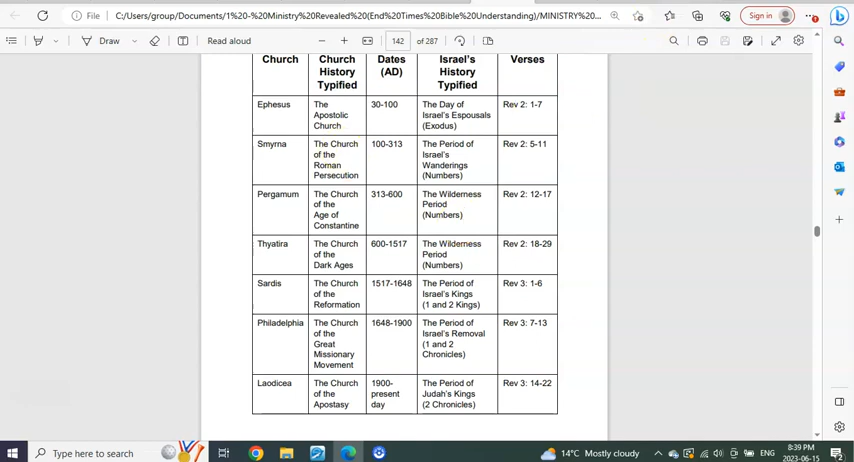 File
C:/Users/group/Documents/1%20-%20Ministry%20Revealed%20(End%20Times%20Bible%20Understanding)/MINISTRY%20...
Sign in
Draw
Read aloud
142 of 287
Church
Church History Typified
Dates (AD)
Israel's History Typified
Verses
Ephesus
The
Apostolic
Church
30-100
The Day of
Israel's Espousals
(Exodus)
Rev 2: 1-7
Smyrna
The Church
of the
Roman
Persecution
100-313
The Period of
Israel's
Wanderings
(Numbers)
Rev 2: 5-11
Pergamum
The Church
of the
Age of
Constantine
313-600
The Wilderness
Period
(Numbers)
Rev 2: 12-17
Thyatira
The Church
of the
Dark Ages
600-1517
The Wilderness
Period
(Numbers)
Rev 2: 18-29
Sardis
The Church
of the
Reformation
1517-1648
The Period of
Israel's Kings
(1 and 2 Kings)
Rev 3: 1-6
Philadelphia
The Church
of the
Great
Missionary
Movement
1648-1900
The Period of
Israel's Removal
(1 and 2
Chronicles)
Rev 3: 7-13
Laodicea
The Church
of the
Apostasy
1900-
present
day
The Period of
Judah's Kings
(2 Chronicles)
Rev 3: 14-22
Type here to search
14°C Mostly cloudy
ENG
8:39 PM
2023-06-15
2